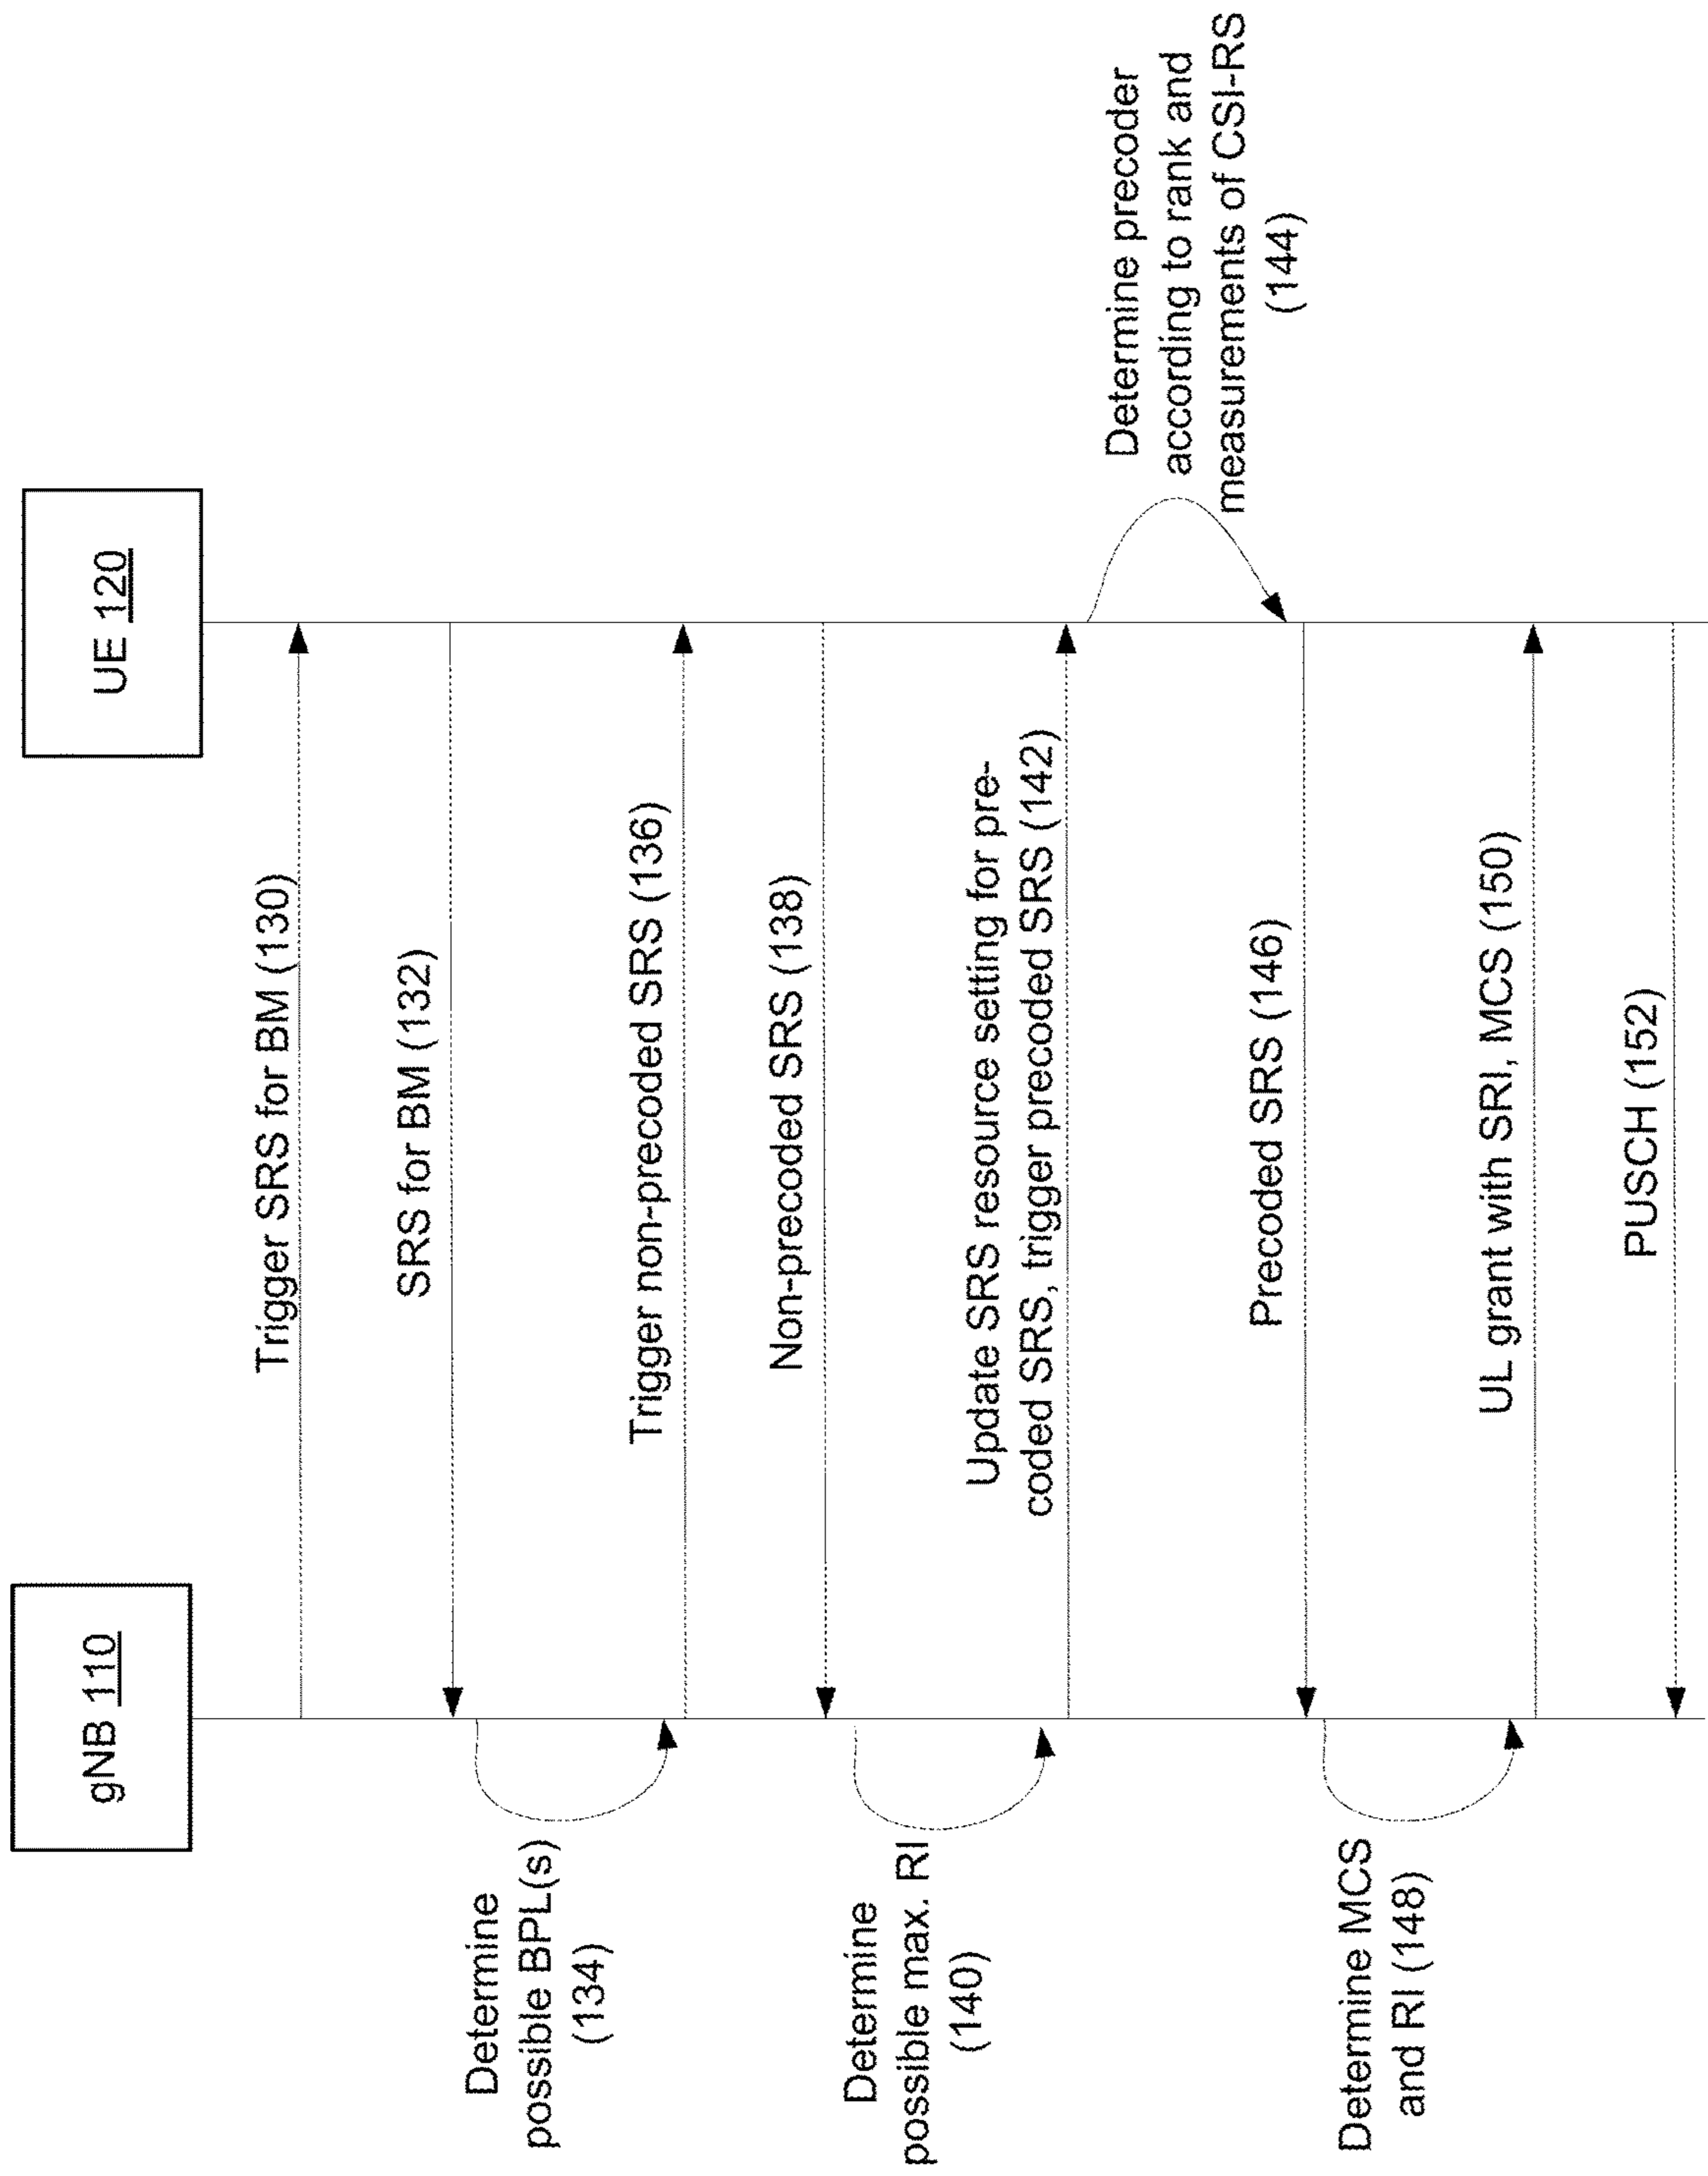 gNB 110
UE 120
Trigger SRS for BM (130)
SRS for BM (132)
Determine
possible BPL(s)
(134)
Trigger non-precoded SRS (136)
Non-precoded SRS (138)
Determine
possible max. RI
(140)
Update SRS resource setting for pre-
coded SRS, trigger precoded SRS (142)
Determine precoder
according to rank and
measurements of CSI-RS
(144)
Precoded SRS (146)
Determine MCS
and RI (148)
UL grant with SRI, MCS (150)
PUSCH (152)